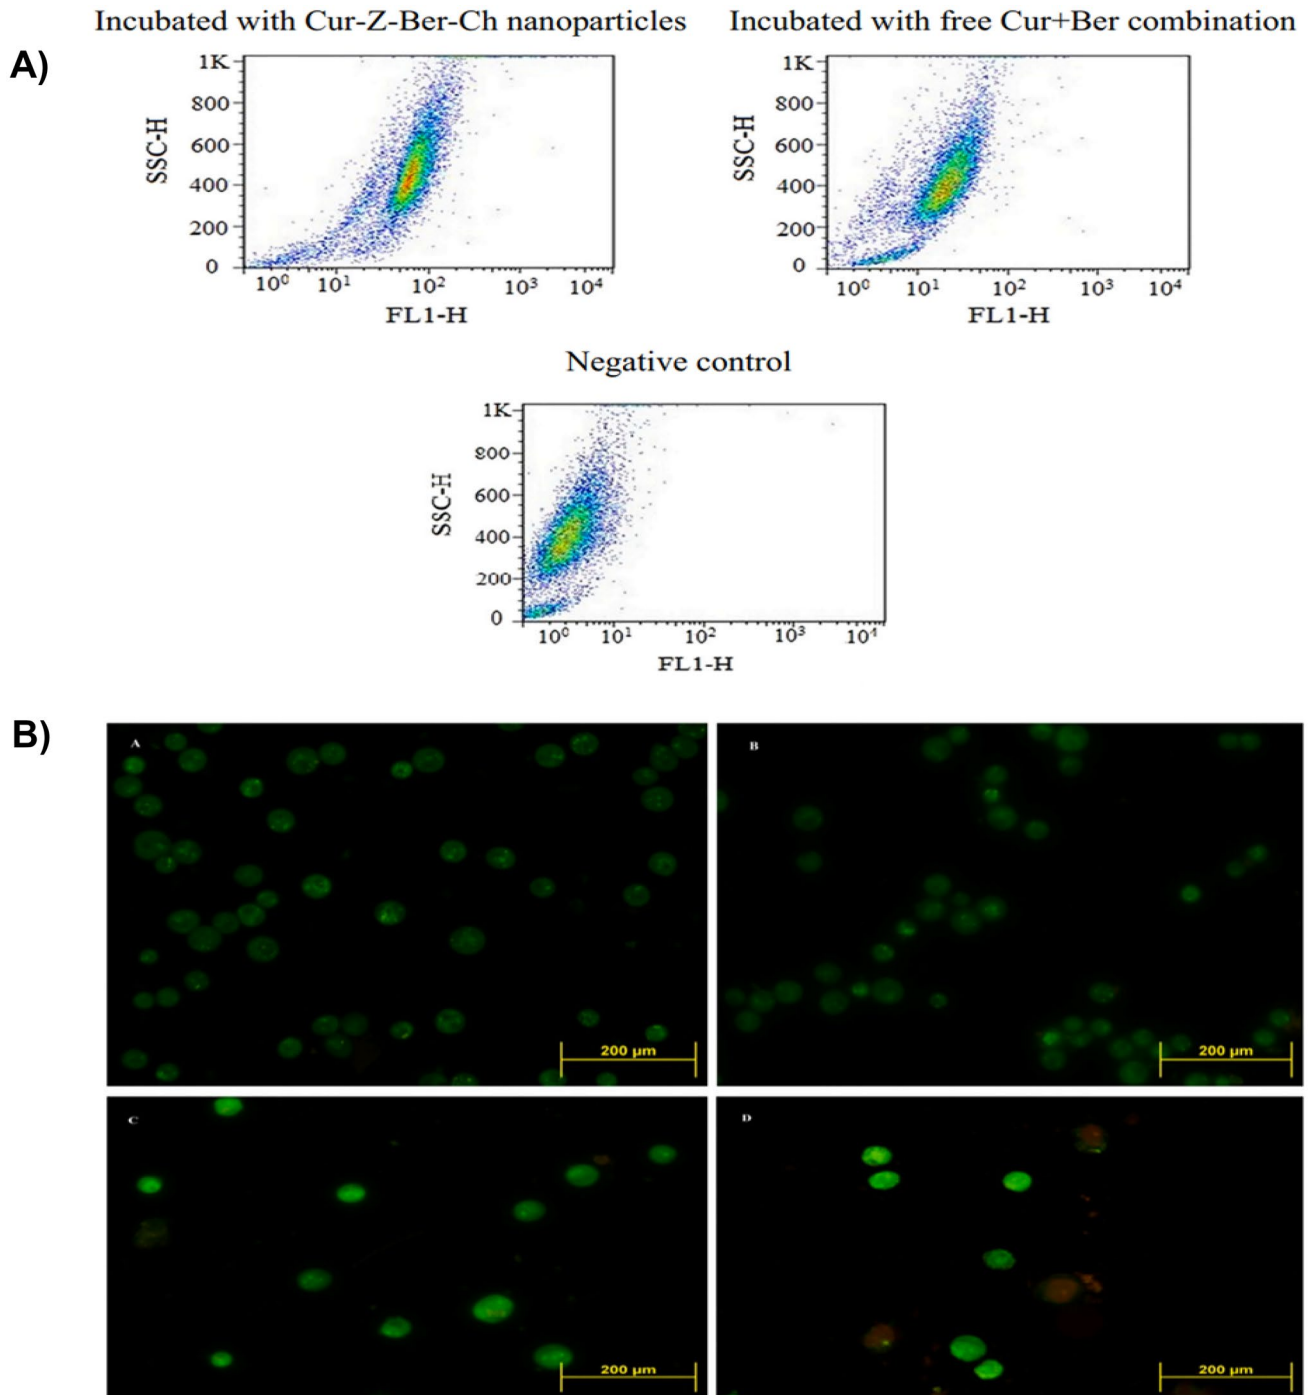 Incubated with Cur-Z-Ber-Ch nanoparticles
Incubated with free Cur+Ber combination
A)
SSC-H
1K
800
600
400
200
0
10⁰ 10¹ 10² 10³ 10⁴
FL1-H
SSC-H
1K
800
600
400
200
0
10⁰ 10¹ 10² 10³ 10⁴
FL1-H
Negative control
SSC-H
1K
800
600
400
200
0
10⁰ 10¹ 10² 10³ 10⁴
FL1-H
B)
A
200 µm
B
200 µm
C
200 µm
D
200 µm